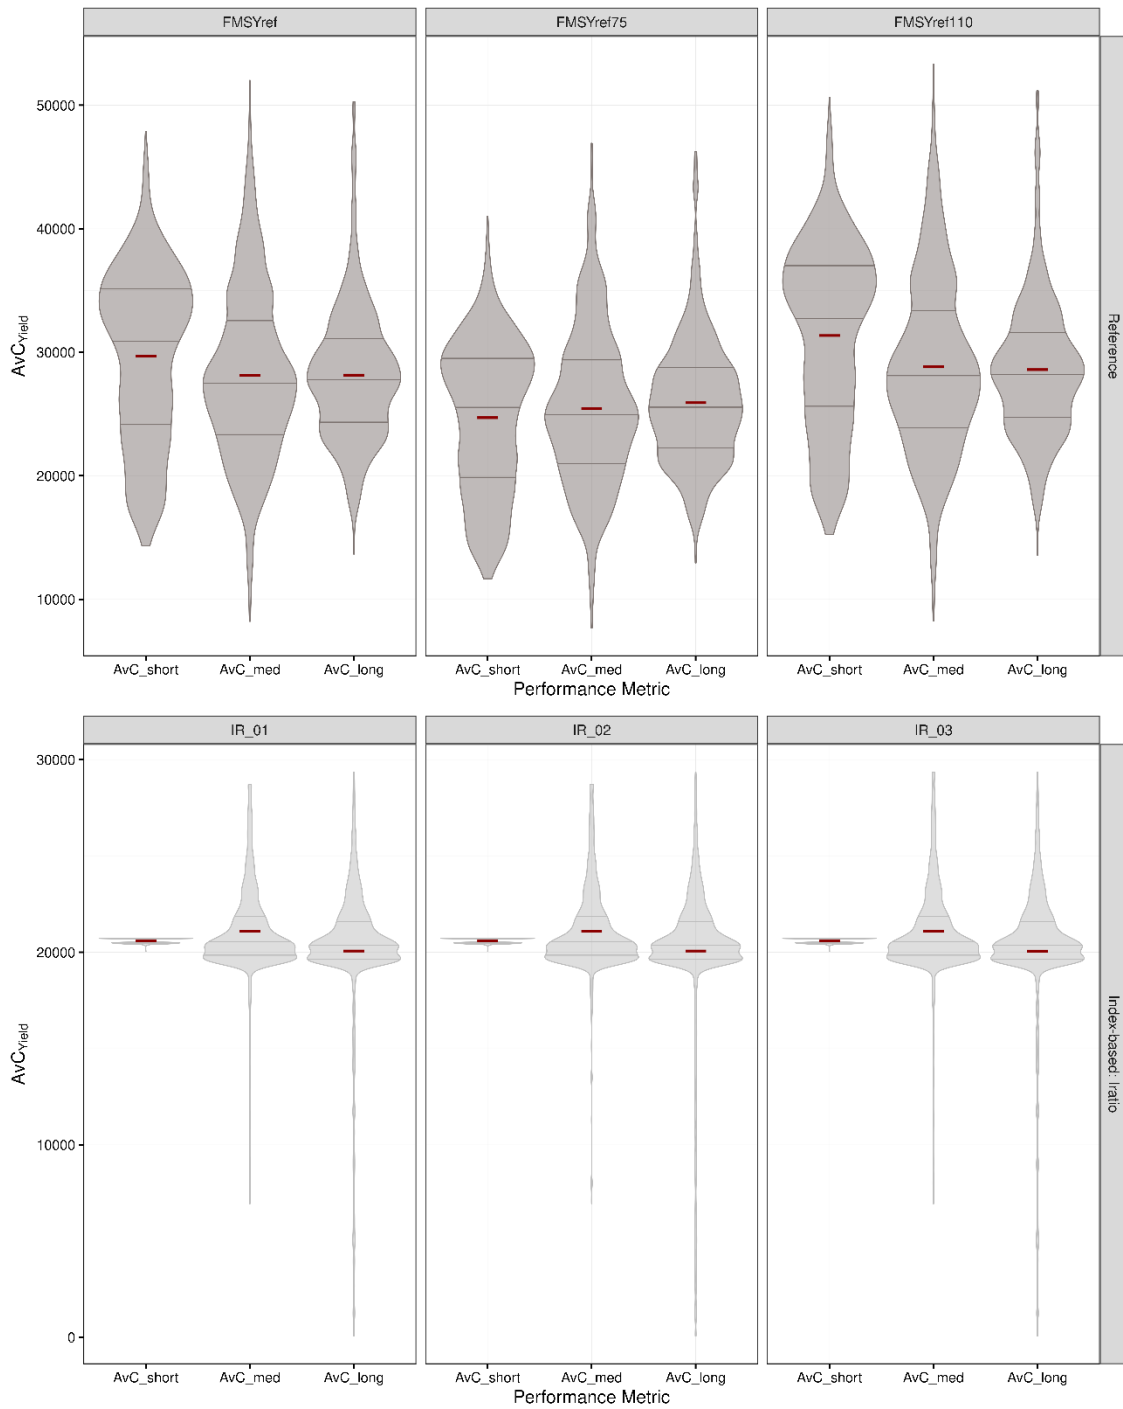 FMSYref FMSYref75 FMSYref110
50000
40000
30000
20000
10000
AvCYield
Reference
AvC_short AvC_med AvC_long AvC_short AvC_med AvC_long AvC_short AvC_med AvC_long
Performance Metric
IR_01 IR_02 IR_03
30000
20000
10000
0
AvCYield
Index-based: Iratio
AvC_short AvC_med AvC_long AvC_short AvC_med AvC_long AvC_short AvC_med AvC_long
Performance Metric